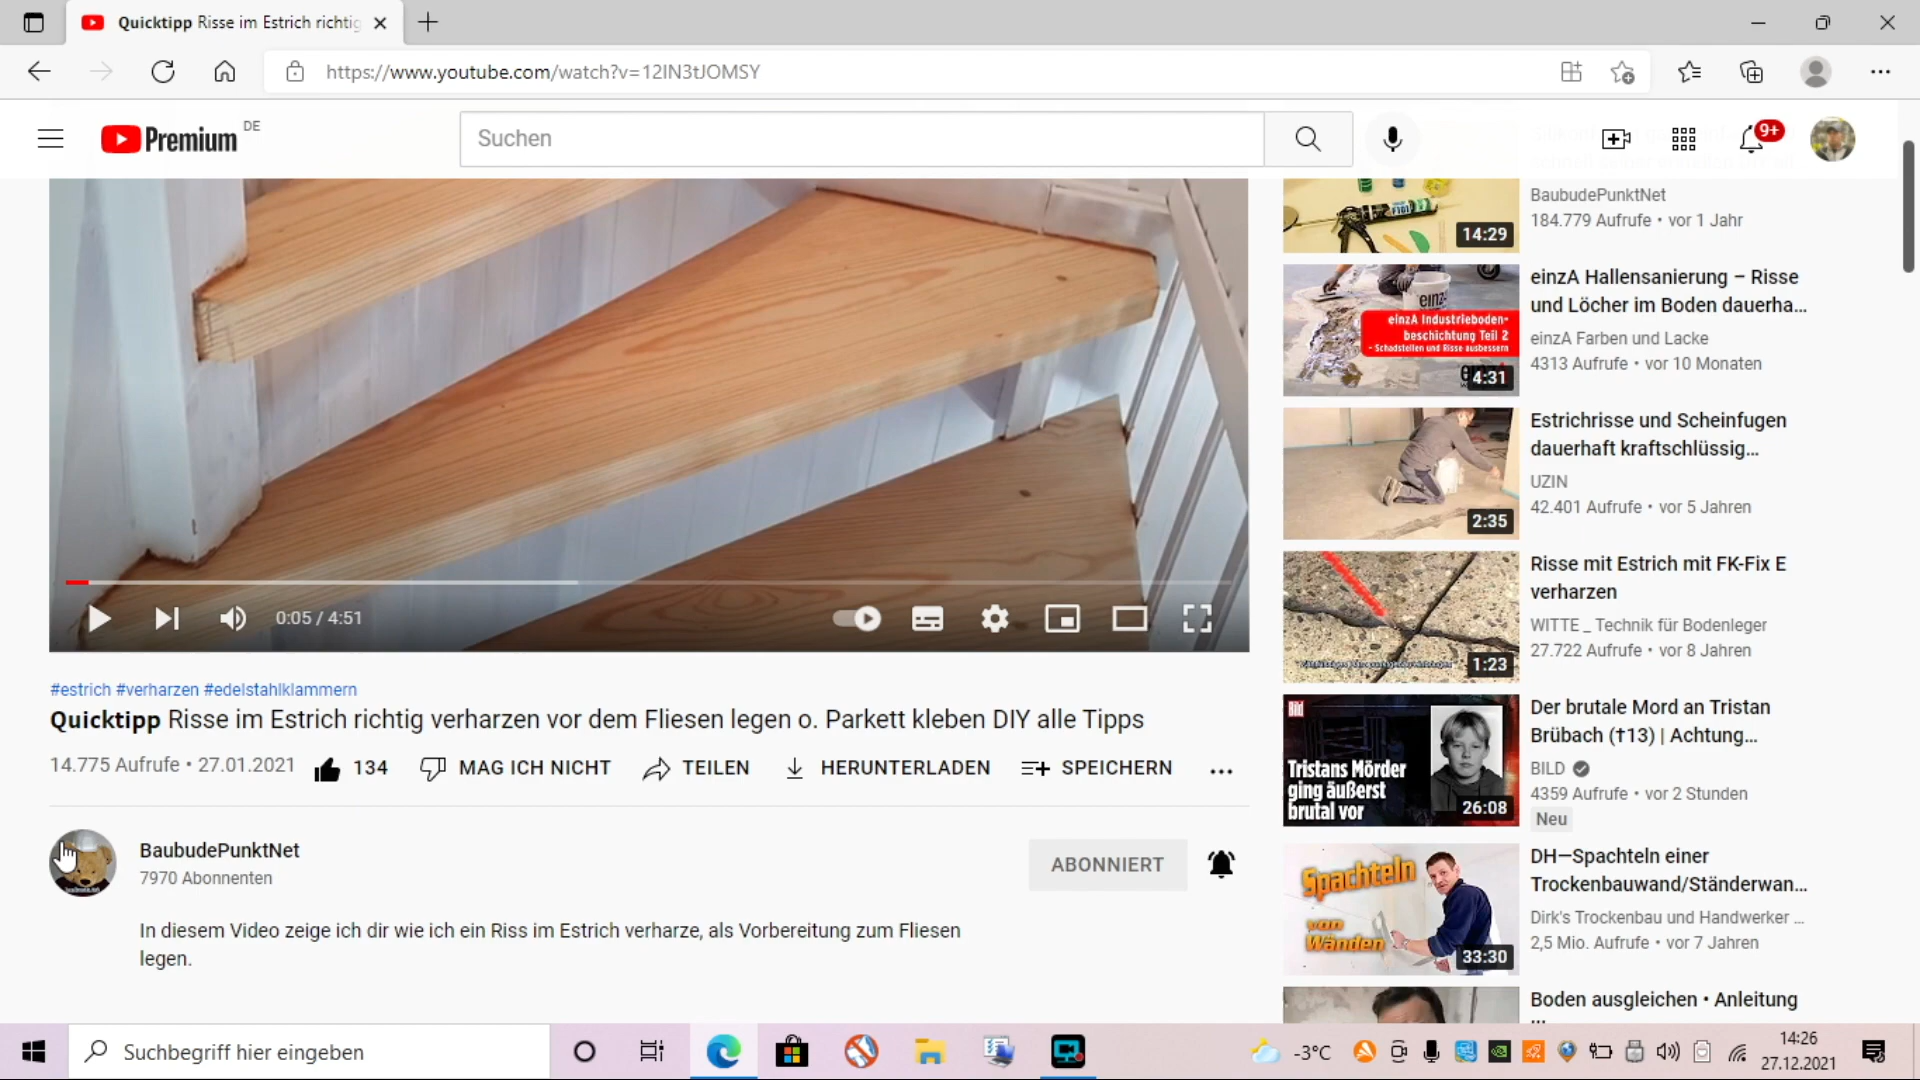 Quicktipp Risse im Estrich richtig
https://www.youtube.com/watch?v=12IN3tJOMSY
Premium DE
Suchen
9+
0:05 / 4:51
#estrich #verharzen #edelstahlklammern
Quicktipp Risse im Estrich richtig verharzen vor dem Fliesen legen o. Parkett kleben DIY alle Tipps
14.775 Aufrufe • 27.01.2021
134
MAG ICH NICHT
TEILEN
HERUNTERLADEN
SPEICHERN
BaubudePunktNet
7970 Abonnenten
ABONNIERT
In diesem Video zeige ich dir wie ich ein Riss im Estrich verharze, als Vorbereitung zum Fliesen
legen.
14:29
BaubudePunktNet
184.779 Aufrufe • vor 1 Jahr
einzA Industrieboden-
beschichtung Teil 2
- Schadstellen und Risse ausbessern
4:31
einzA Hallensanierung – Risse
und Löcher im Boden dauerha...
einzA Farben und Lacke
4313 Aufrufe • vor 10 Monaten
2:35
Estrichrisse und Scheinfugen
dauerhaft kraftschlüssig...
UZIN
42.401 Aufrufe • vor 5 Jahren
1:23
Risse mit Estrich mit FK-Fix E
verharzen
WITTE _ Technik für Bodenleger
27.722 Aufrufe • vor 8 Jahren
Bild
Tristans Mörder
ging äußerst
brutal vor
26:08
Der brutale Mord an Tristan
Brübach (†13) | Achtung...
BILD
4359 Aufrufe • vor 2 Stunden
Neu
Spachteln
von
Wänden
33:30
DH—Spachteln einer
Trockenbauwand/Ständerwan...
Dirk's Trockenbau und Handwerker ...
2,5 Mio. Aufrufe • vor 7 Jahren
Boden ausgleichen • Anleitung
Suchbegriff hier eingeben
-3°C
14:26
27.12.2021